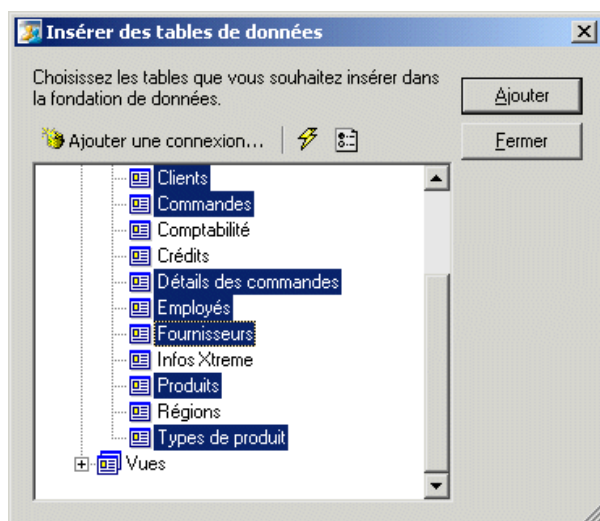 Insérer des tables de données
Choisissez les tables que vous souhaitez insérer dans
la fondation de données.
Ajouter
Fermer
Ajouter une connexion...
Clients
Commandes
Comptabilité
Crédits
Détails des commandes
Employés
Fournisseurs
Infos Xtreme
Produits
Régions
Types de produit
Vues